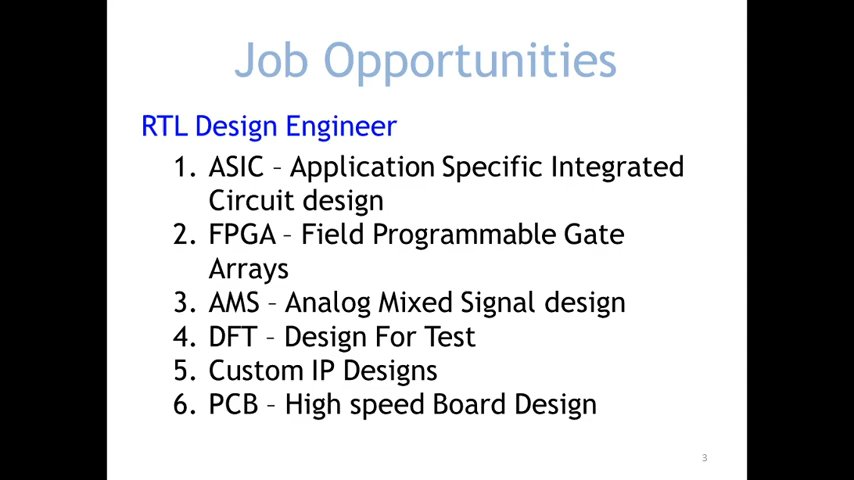 Job Opportunities
RTL Design Engineer
1. ASIC – Application Specific Integrated
Circuit design
2. FPGA – Field Programmable Gate
Arrays
3. AMS – Analog Mixed Signal design
4. DFT – Design For Test
5. Custom IP Designs
6. PCB – High speed Board Design
3